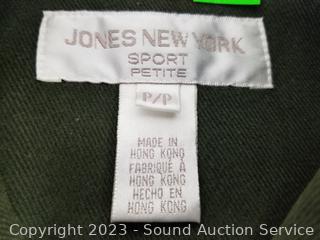 JONES NEW YORK
SPORT
PETITE
P/P
MADE IN
HONG KONG
FABRIQUÉ À
HONG KONG
HECHO EN
HONG KONG
Copyright 2023 - Sound Auction Service